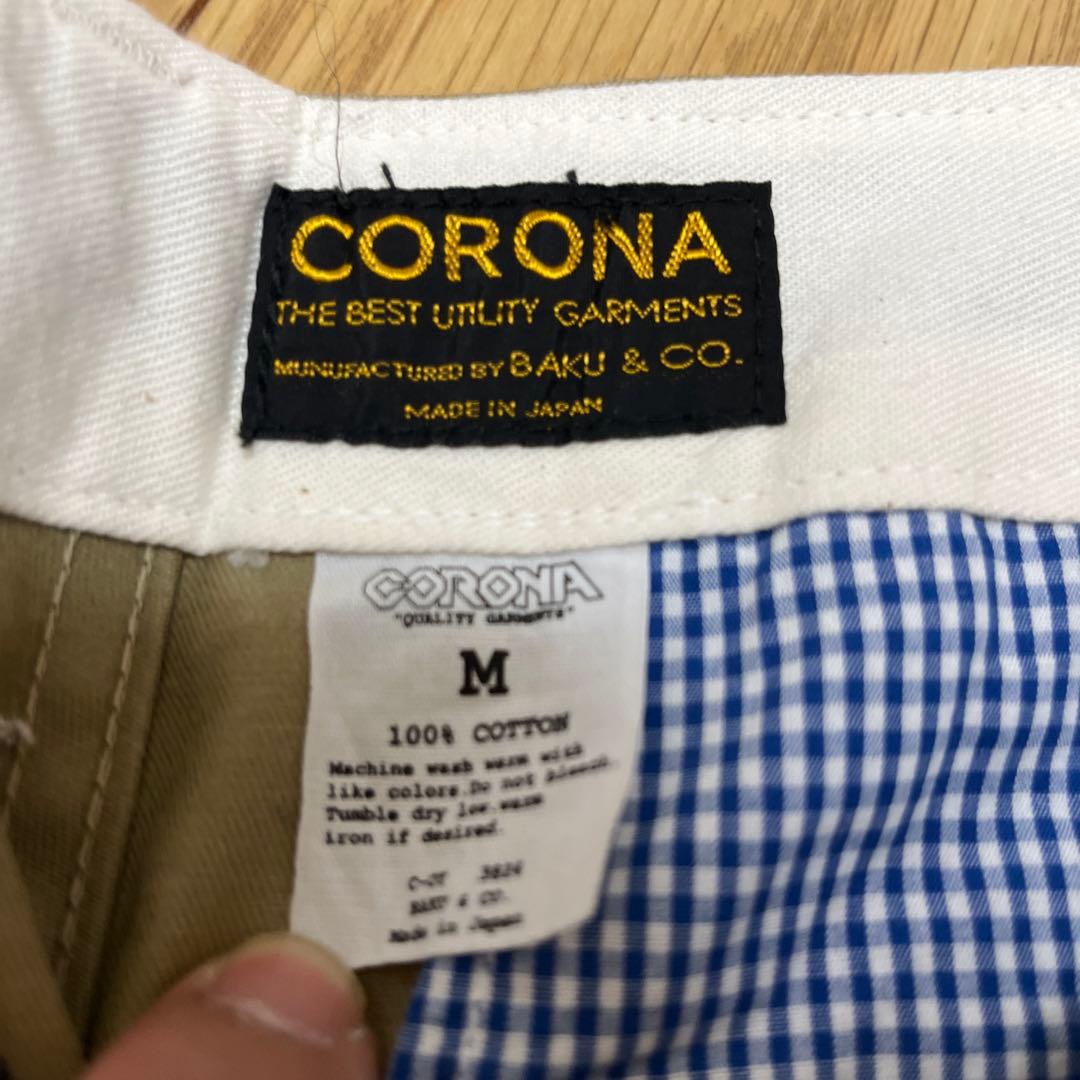 CORONA
THE BEST UTILITY GARMENTS
MUNUFACTURED BY BAKU & CO.
MADE IN JAPAN
CORONA
"QUALITY GARMENTS"
M
100% COTTON
Machine wash warm with
like colors.Do not bleach.
Tumble dry low.warm
iron if desired.
BAKU & CO.
Made in Japan